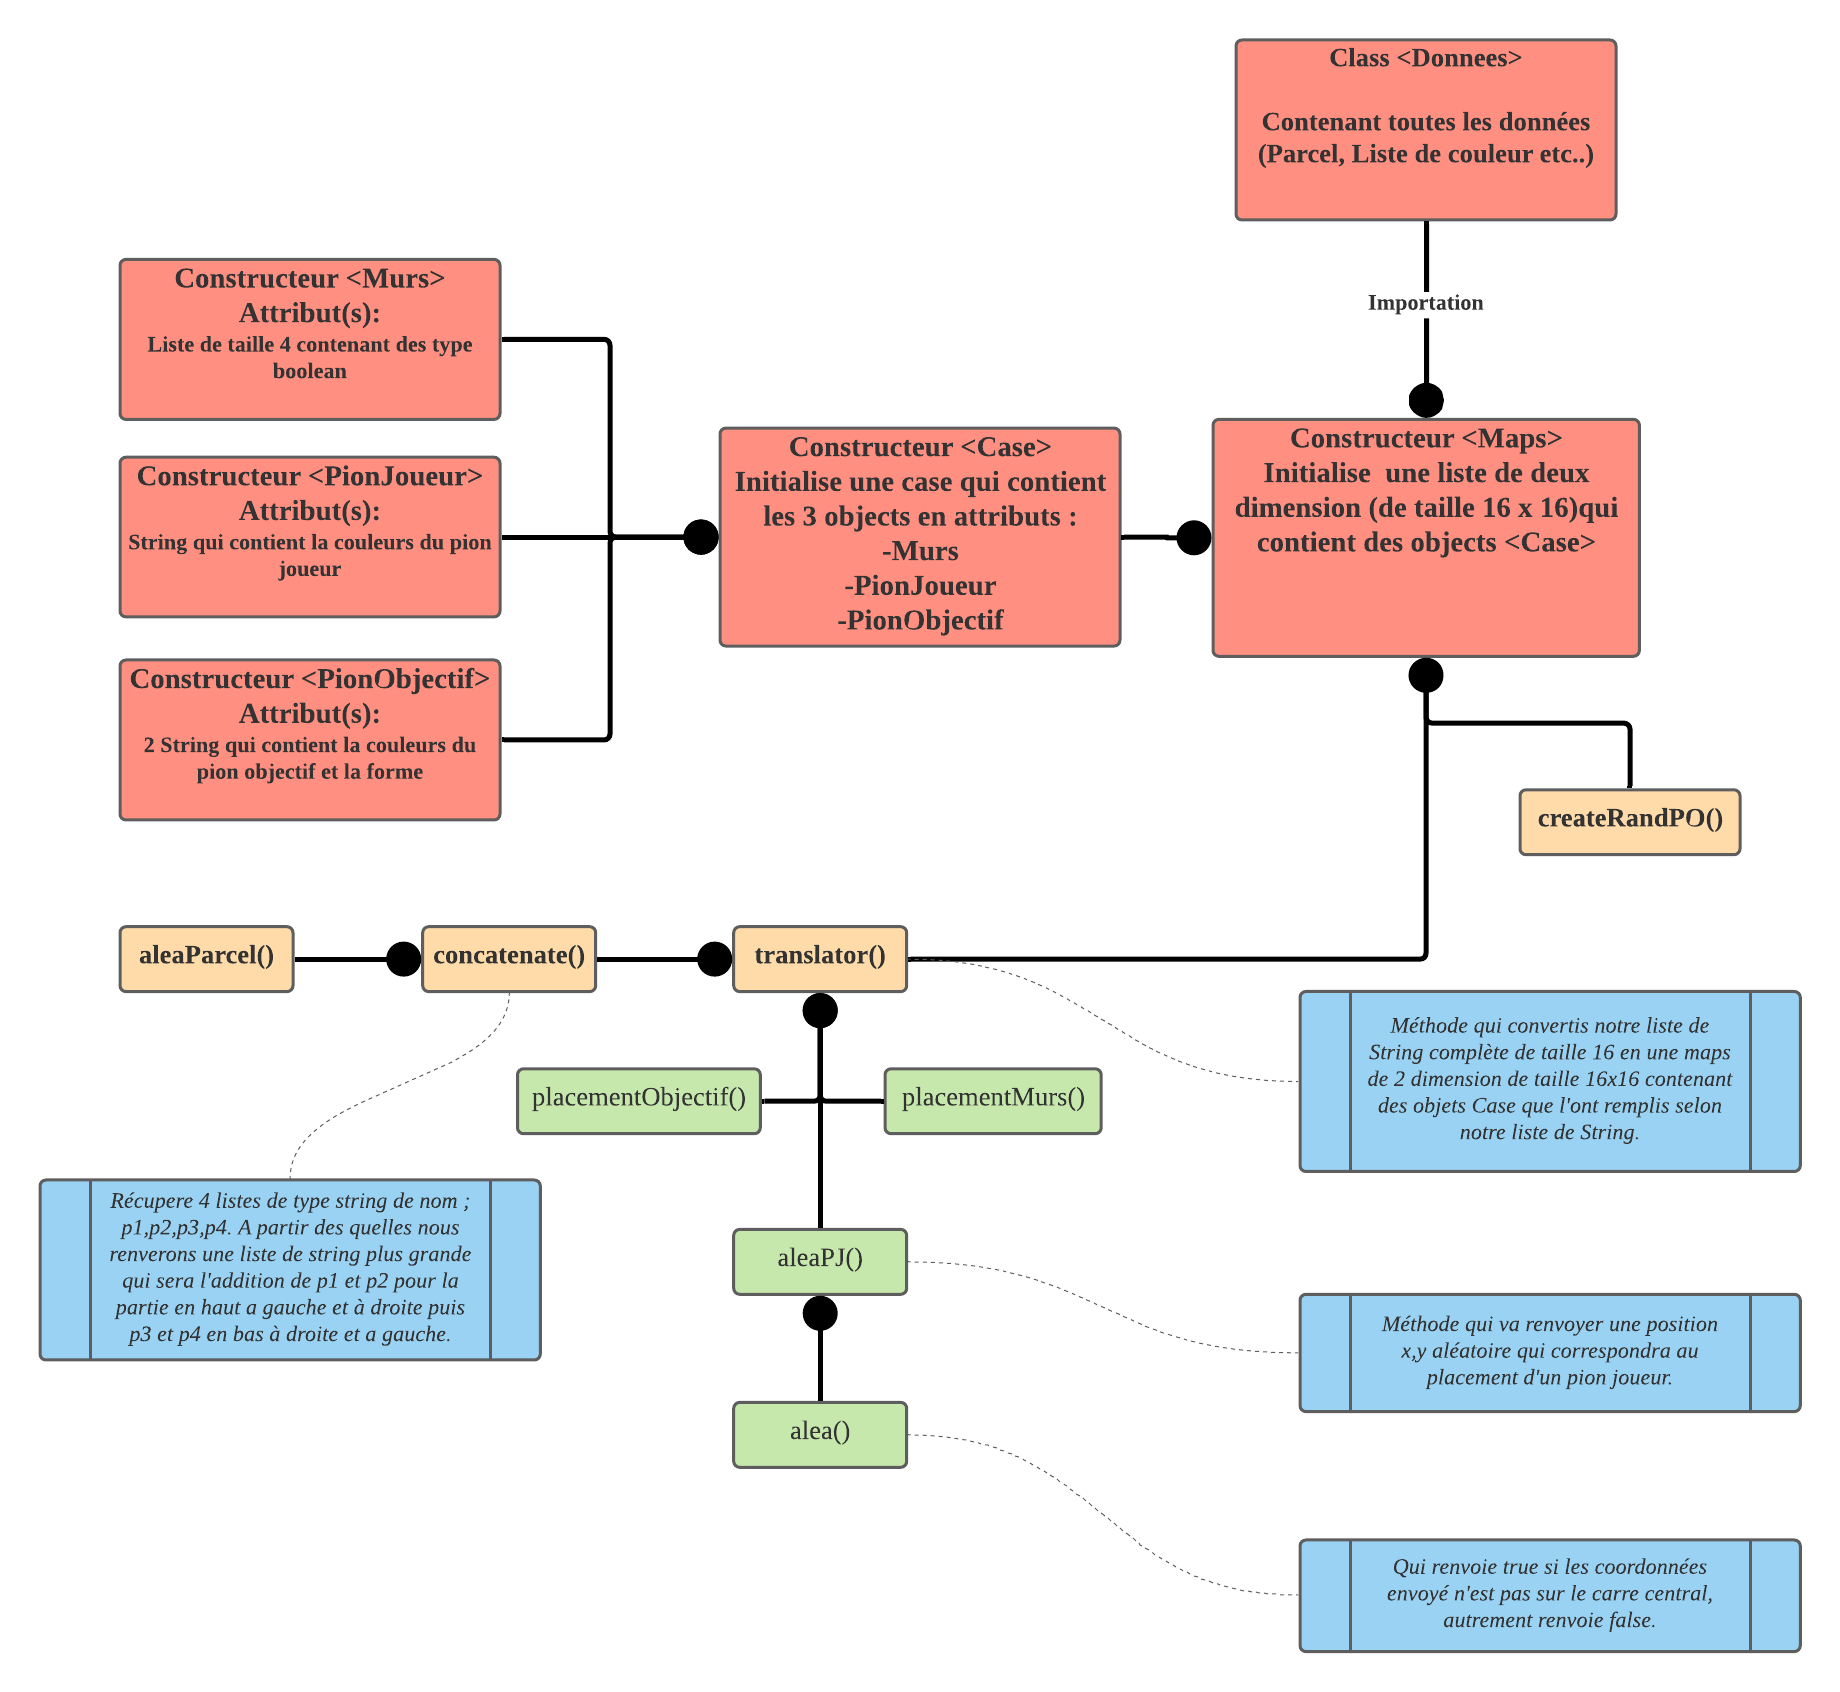 Class <Donnees>
Contenant toutes les données
(Parcel, Liste de couleur etc..)
Importation
Constructeur <Murs>
Attribut(s):
Liste de taille 4 contenant des type
boolean
Constructeur <PionJoueur>
Attribut(s):
String qui contient la couleurs du pion
joueur
Constructeur <PionObjectif>
Attribut(s):
2 String qui contient la couleurs du
pion objectif et la forme
Constructeur <Case>
Initialise une case qui contient
les 3 objects en attributs :
-Murs
-PionJoueur
-PionObjectif
Constructeur <Maps>
Initialise  une liste de deux
dimension (de taille 16 x 16)qui
contient des objects <Case>
createRandPO()
aleaParcel()
concatenate()
translator()
placementObjectif()
placementMurs()
Méthode qui convertis notre liste de
String complète de taille 16 en une maps
de 2 dimension de taille 16x16 contenant
des objets Case que l'ont remplis selon
notre liste de String.
Récupere 4 listes de type string de nom ;
p1,p2,p3,p4. A partir des quelles nous
renverons une liste de string plus grande
qui sera l'addition de p1 et p2 pour la
partie en haut a gauche et à droite puis
p3 et p4 en bas à droite et a gauche.
aleaPJ()
Méthode qui va renvoyer une position
x,y aléatoire qui correspondra au
placement d'un pion joueur.
alea()
Qui renvoie true si les coordonnées
envoyé n'est pas sur le carre central,
autrement renvoie false.